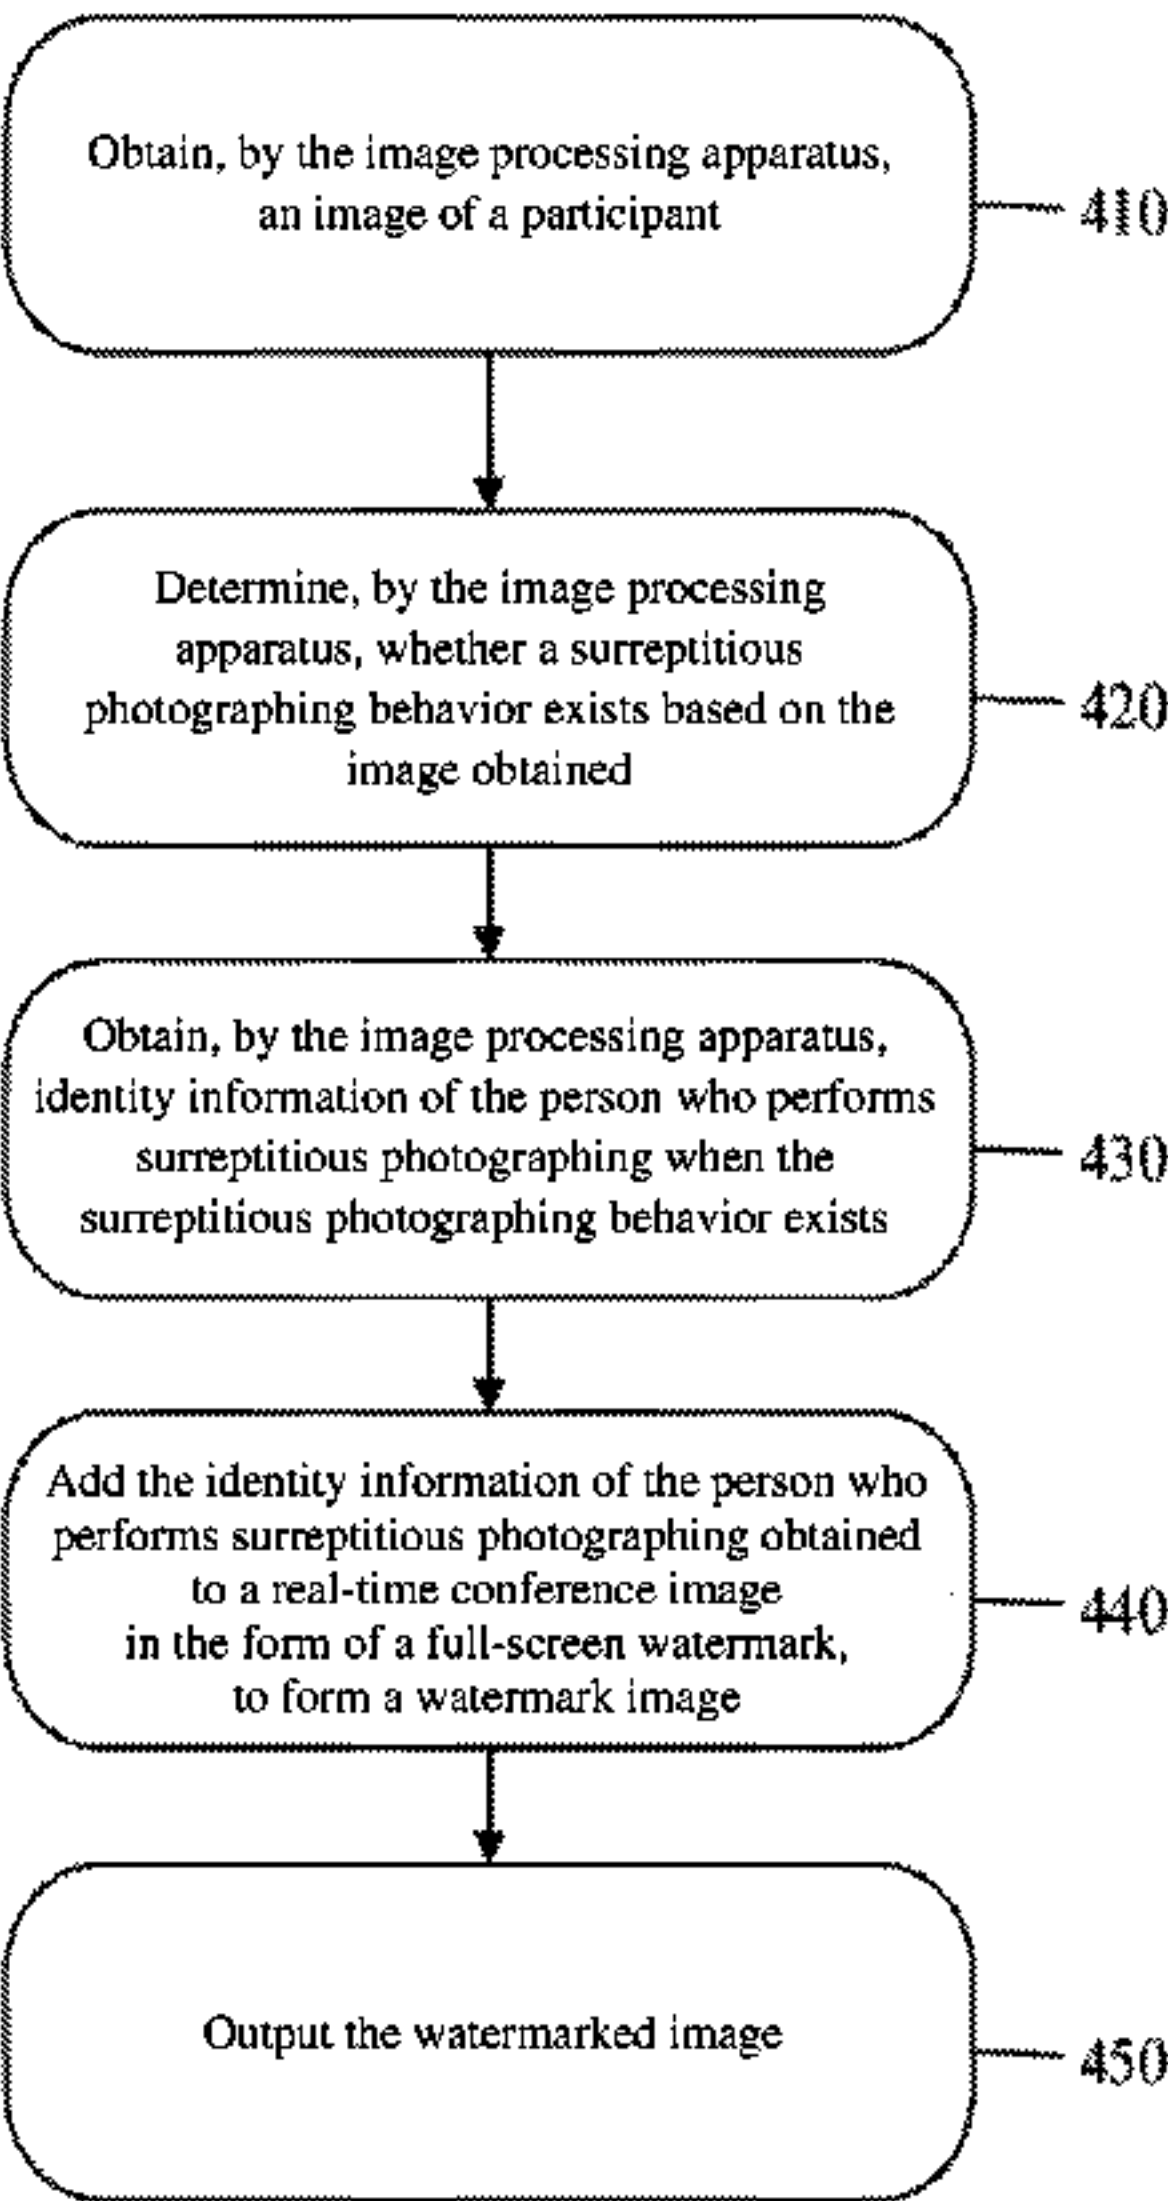 Obtain, by the image processing apparatus,
an image of a participant
410
Determine, by the image processing
apparatus, whether a surreptitious
photographing behavior exists based on the
image obtained
420
Obtain, by the image processing apparatus,
identity information of the person who performs
surreptitious photographing when the
surreptitious photographing behavior exists
430
Add the identity information of the person who
performs surreptitious photographing obtained
to a real-time conference image
in the form of a full-screen watermark,
to form a watermark image
440
Output the watermarked image
450